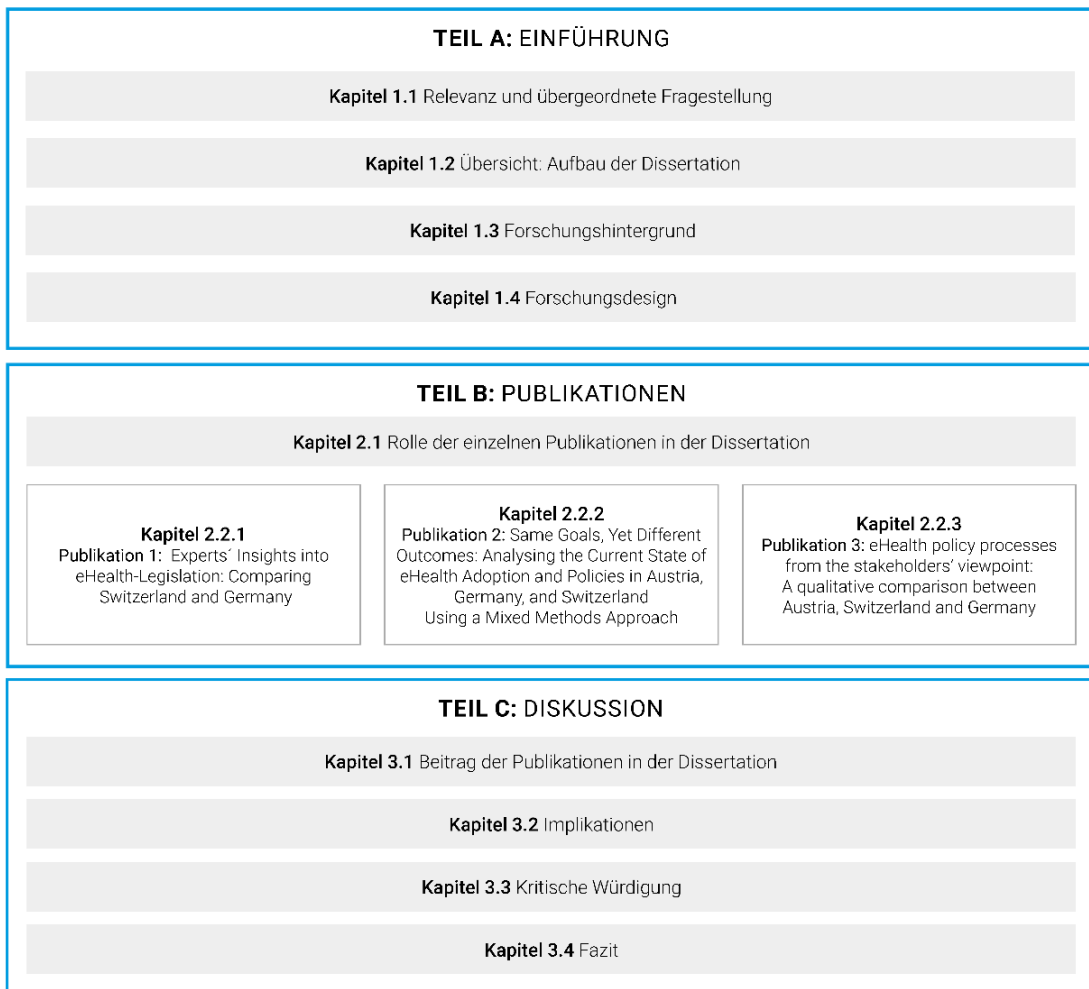 TEIL A: EINFÜHRUNG
Kapitel 1.1 Relevanz und übergeordnete Fragestellung
Kapitel 1.2 Übersicht: Aufbau der Dissertation
Kapitel 1.3 Forschungshintergrund
Kapitel 1.4 Forschungsdesign
TEIL B: PUBLIKATIONEN
Kapitel 2.1 Rolle der einzelnen Publikationen in der Dissertation
Kapitel 2.2.1
Publikation 1: Experts´ Insights into
eHealth-Legislation: Comparing
Switzerland and Germany
Kapitel 2.2.2
Publikation 2: Same Goals, Yet Different
Outcomes: Analysing the Current State of
eHealth Adoption and Policies in Austria,
Germany, and Switzerland
Using a Mixed Methods Approach
Kapitel 2.2.3
Publikation 3: eHealth policy processes
from the stakeholders’ viewpoint:
A qualitative comparison between
Austria, Switzerland and Germany
TEIL C: DISKUSSION
Kapitel 3.1 Beitrag der Publikationen in der Dissertation
Kapitel 3.2 Implikationen
Kapitel 3.3 Kritische Würdigung
Kapitel 3.4 Fazit